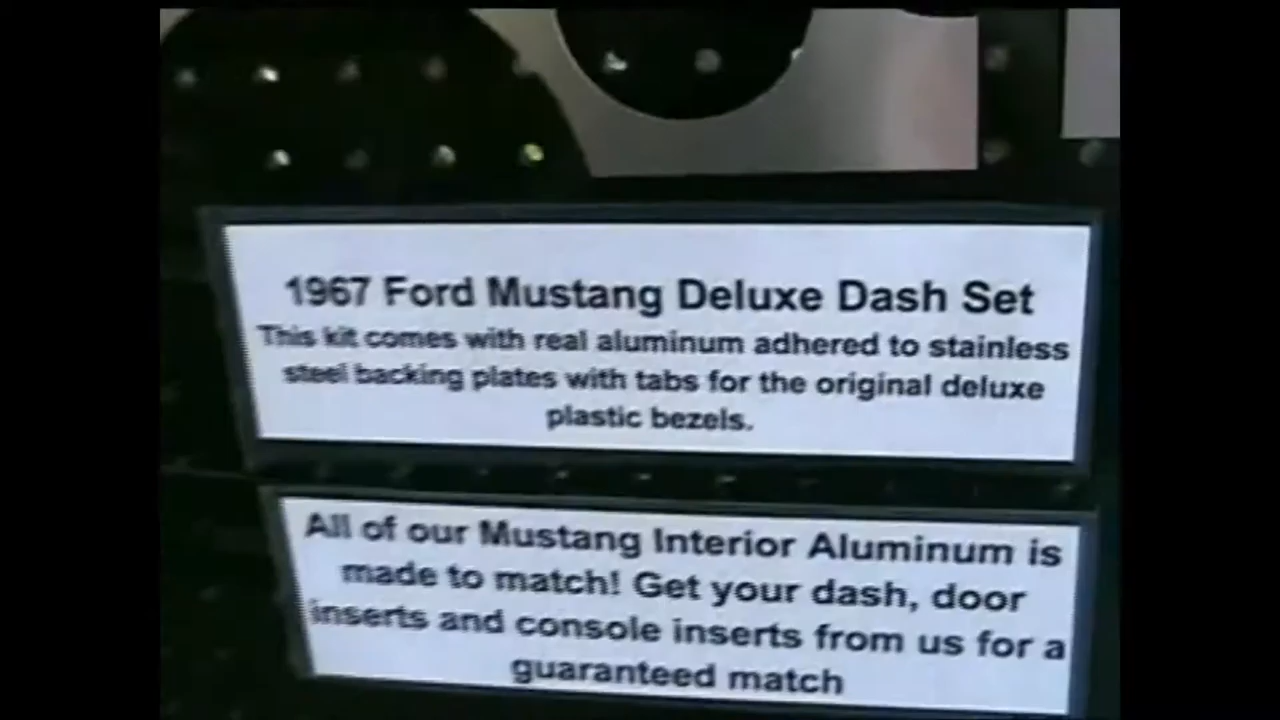 1967 Ford Mustang Deluxe Dash Set
This kit comes with real aluminum adhered to stainless
steel backing plates with tabs for the original deluxe
plastic bezels.
All of our Mustang Interior Aluminum is
made to match! Get your dash, door
inserts and console inserts from us for a
guaranteed match